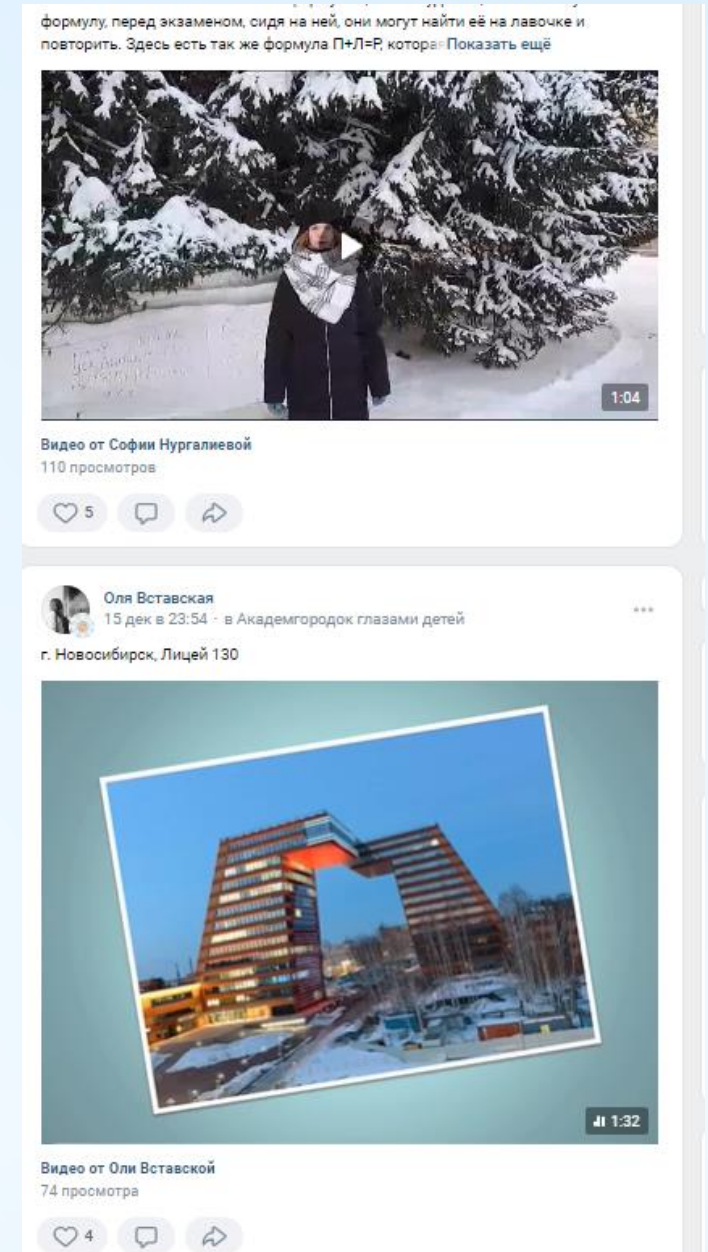 формулу, перед экзаменом, сидя на ней, они могут найти её на лавочке и
повторить. Здесь есть так же формула П+Л=Р, которая Показать ещё
1:04
Видео от Софии Нургалиевой
110 просмотров
5
Оля Вставская
15 дек в 23:54 · в Академгородок глазами детей
г. Новосибирск, Лицей 130
1:32
Видео от Оли Вставской
74 просмотра
4